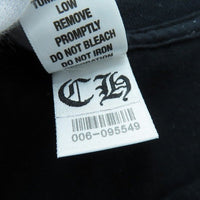 LOW
REMOVE
PROMPTLY
DO NOT BLEACH
DO NOT IRON
CH
006-095549